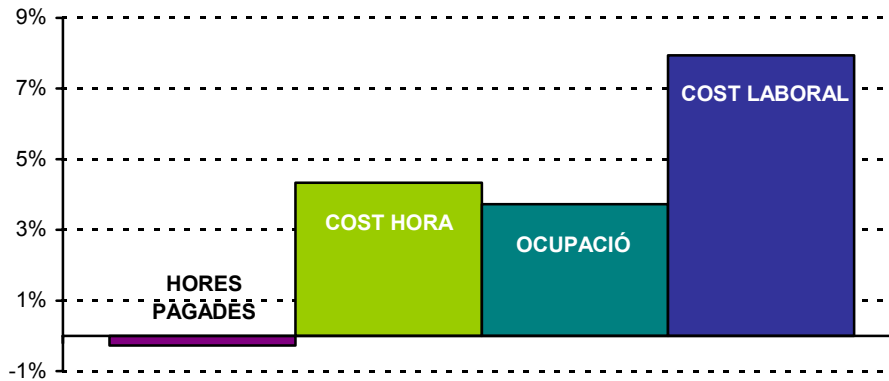 9%
7%
COST LABORAL
5%
3%
COST HORA
OCUPACIÓ
HORES
PAGADES
1%
-1%